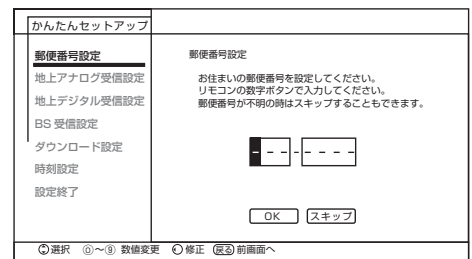 かんたんセットアップ
郵便番号設定
地上アナログ受信設定
地上デジタル受信設定
BS 受信設定
ダウンロード設定
時刻設定
設定終了
郵便番号設定
お住まいの郵便番号を設定してください。
リモコンの数字ボタンで入力してください。
郵便番号が不明の時はスキップすることもできます。
- - - - - - - -
OK スキップ
選択 ⓪～⑨ 数値変更 修正 戻る 前画面へ